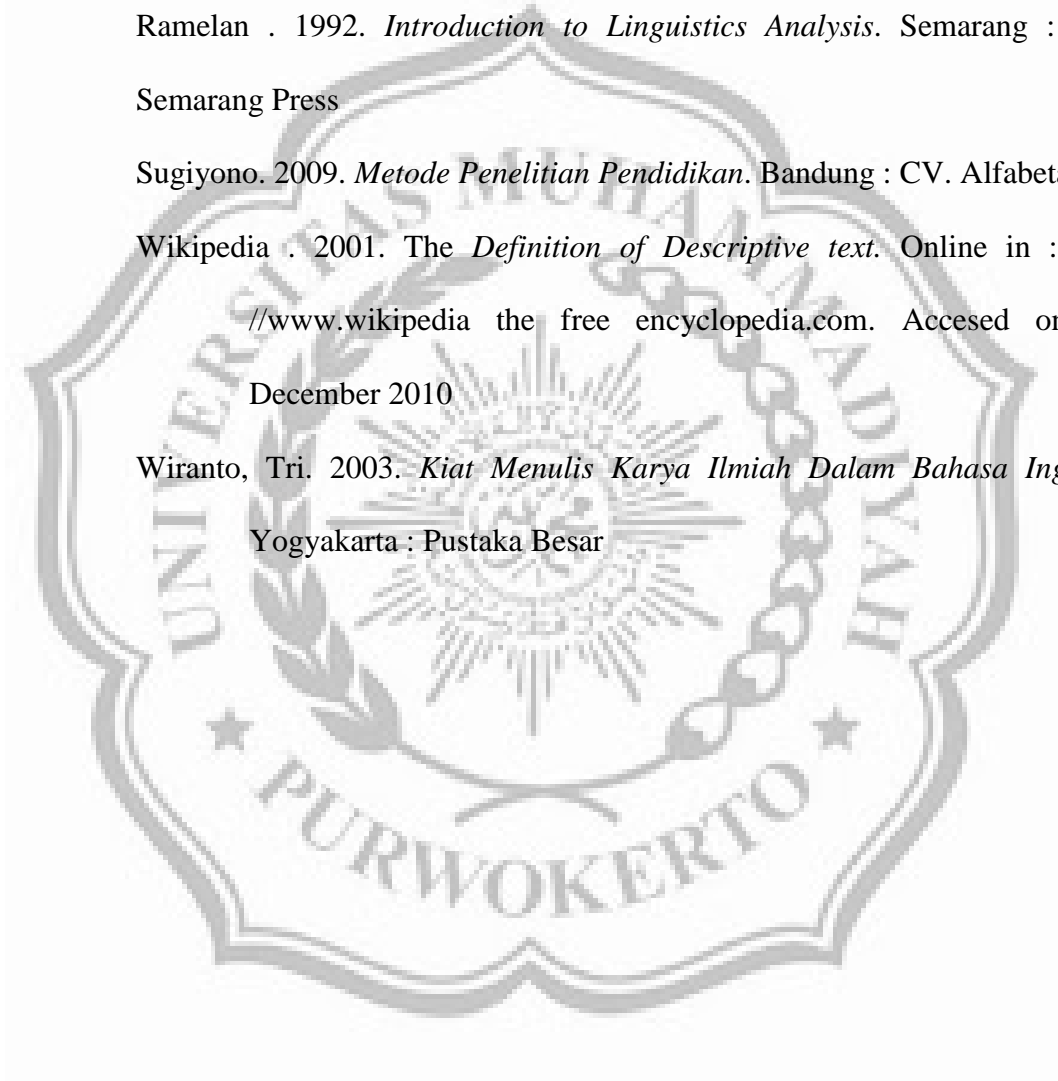 Ramelan . 1992. Introduction to Linguistics Analysis. Semarang :
Semarang Press
Sugiyono. 2009. Metode Penelitian Pendidikan. Bandung : CV. Alfabet
Wikipedia . 2001. The Definition of Descriptive text. Online in :
//www.wikipedia the free encyclopedia.com. Accesed
December 2010
Wiranto, Tri. 2003. Kiat Menulis Karya Ilmiah Dalam Bahasa
Yogyakarta : Pustaka Besar
UNIVERSITAS MUHAMMADIYAH
PURWOKERTO